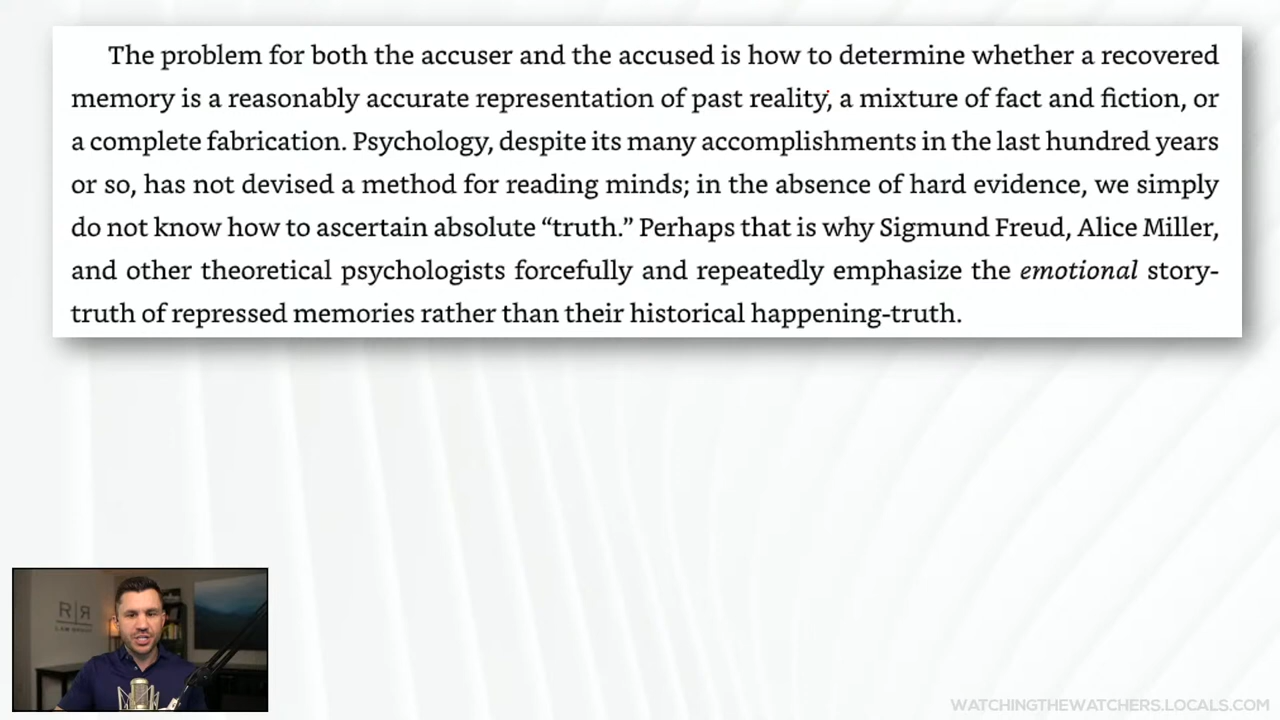 The problem for both the accuser and the accused is how to determine whether a recovered
memory is a reasonably accurate representation of past reality, a mixture of fact and fiction, or
a complete fabrication. Psychology, despite its many accomplishments in the last hundred years
or so, has not devised a method for reading minds; in the absence of hard evidence, we simply
do not know how to ascertain absolute “truth.” Perhaps that is why Sigmund Freud, Alice Miller,
and other theoretical psychologists forcefully and repeatedly emphasize the emotional story-
truth of repressed memories rather than their historical happening-truth.
R|R
LAW GROUP
WATCHINGTHEWATCHERS.LOCALS.COM